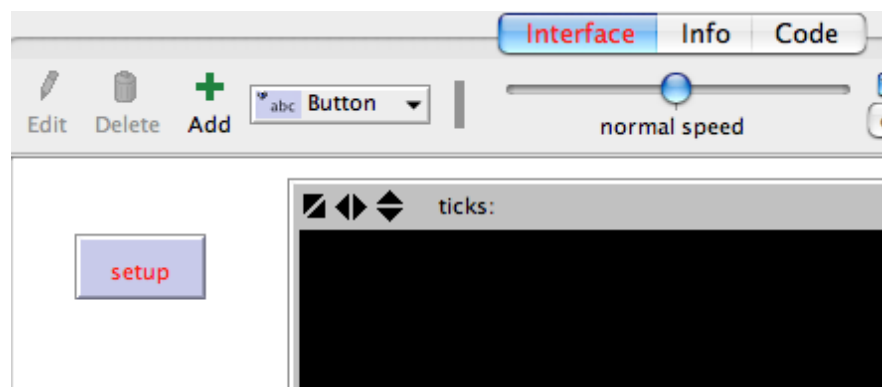 Interface Info Code
Edit Delete Add abc Button normal speed
ticks:
setup